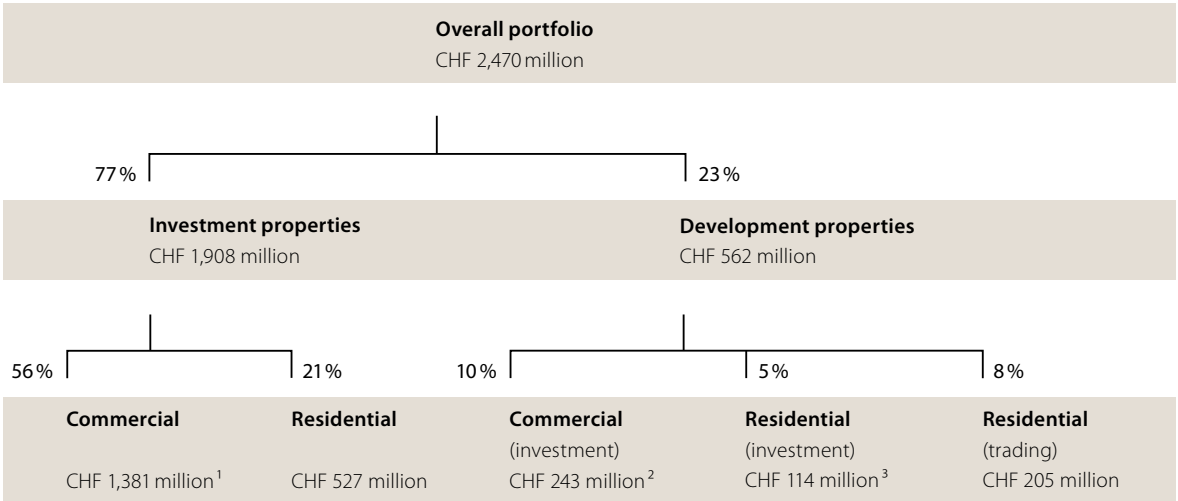 Overall portfolio
CHF 2,470 million
77 %
23 %
Investment properties
CHF 1,908 million
Development properties
CHF 562 million
56 %
21 %
10 %
5 %
8 %
Commercial
CHF 1,381 million¹
Residential
CHF 527 million
Commercial
(investment)
CHF 243 million²
Residential
(investment)
CHF 114 million³
Residential
(trading)
CHF 205 million